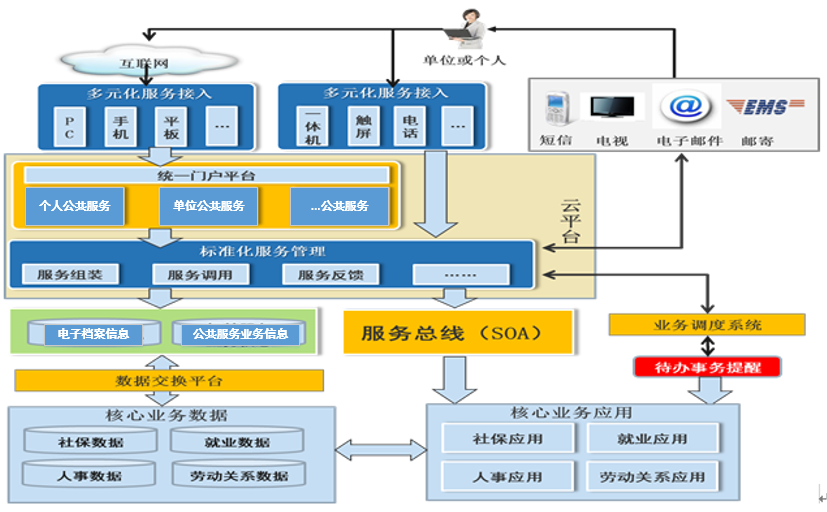 单位或个人
互联网
多元化服务接入
PC
手机
平板
...
多元化服务接入
一体机
触屏
电话
...
@
EMS
短信
电视
电子邮件
邮寄
统一门户平台
个人公共服务
单位公共服务
...公共服务
云平台
标准化服务管理
服务组装
服务调用
服务反馈
……
电子档案信息
公共服务业务信息
服务总线（SOA）
业务调度系统
待办事务提醒
数据交换平台
核心业务数据
社保数据
就业数据
人事数据
劳动关系数据
核心业务应用
社保应用
就业应用
人事应用
劳动关系应用